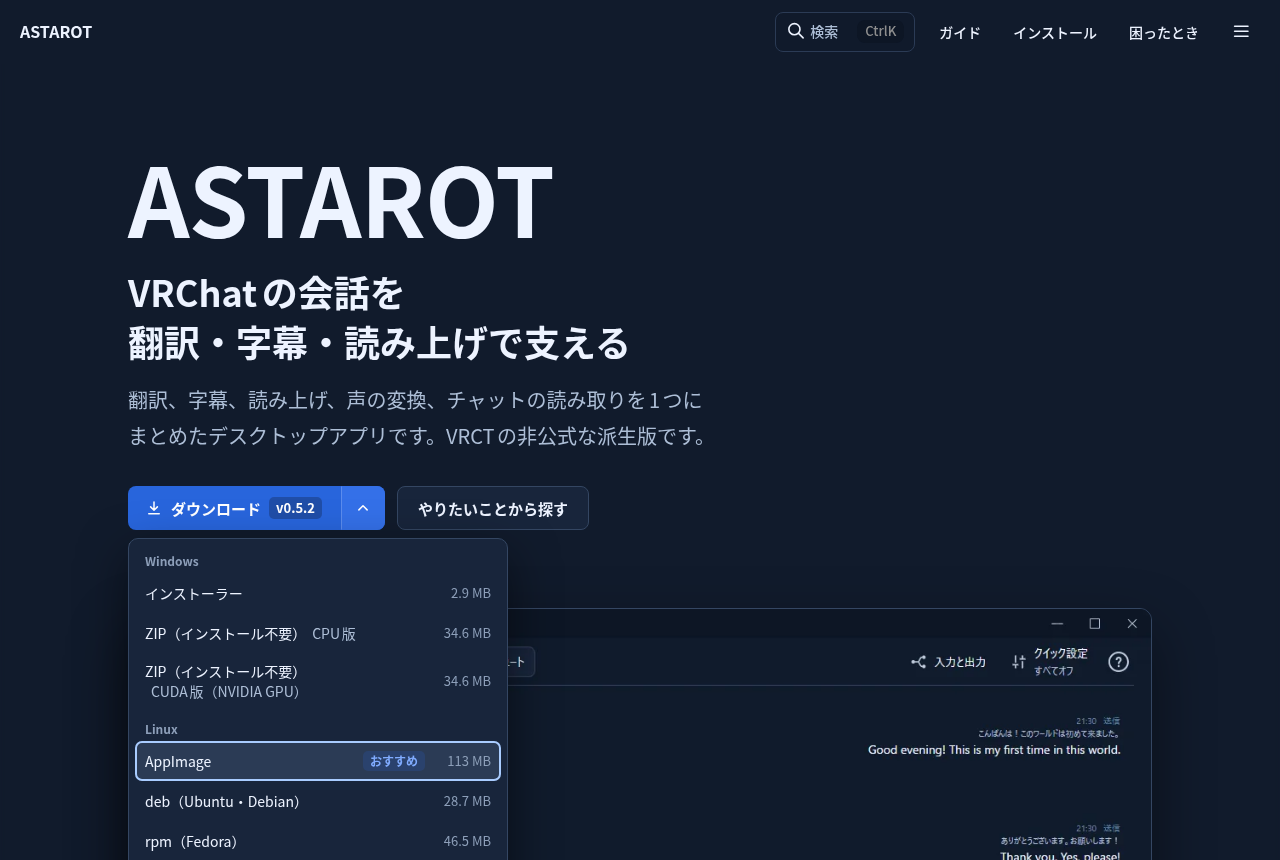 ASTAROT
検索 CtrlK ガイド インストール 困ったとき
ASTAROT
VRChatの会話を
翻訳・字幕・読み上げで支える
翻訳、字幕、読み上げ、声の変換、チャットの読み取りを1つに
まとめたデスクトップアプリです。VRCTの非公式な派生版です。
ダウンロード v0.5.2 やりたいことから探す
Windows
インストーラー 2.9 MB
ZIP（インストール不要） CPU版 34.6 MB
ZIP（インストール不要）
CUDA版（NVIDIA GPU） 34.6 MB
Linux
AppImage おすすめ 113 MB
deb（Ubuntu・Debian） 28.7 MB
rpm（Fedora） 46.5 MB
ート 入力と出力 クイック設定
すべてオフ
21:30 送信
こんばんは！このワールドは初めて来ました。
Good evening! This is my first time in this world.
21:30 送信
ありがとうございます。お願いします！
Thank you. Yes, please!